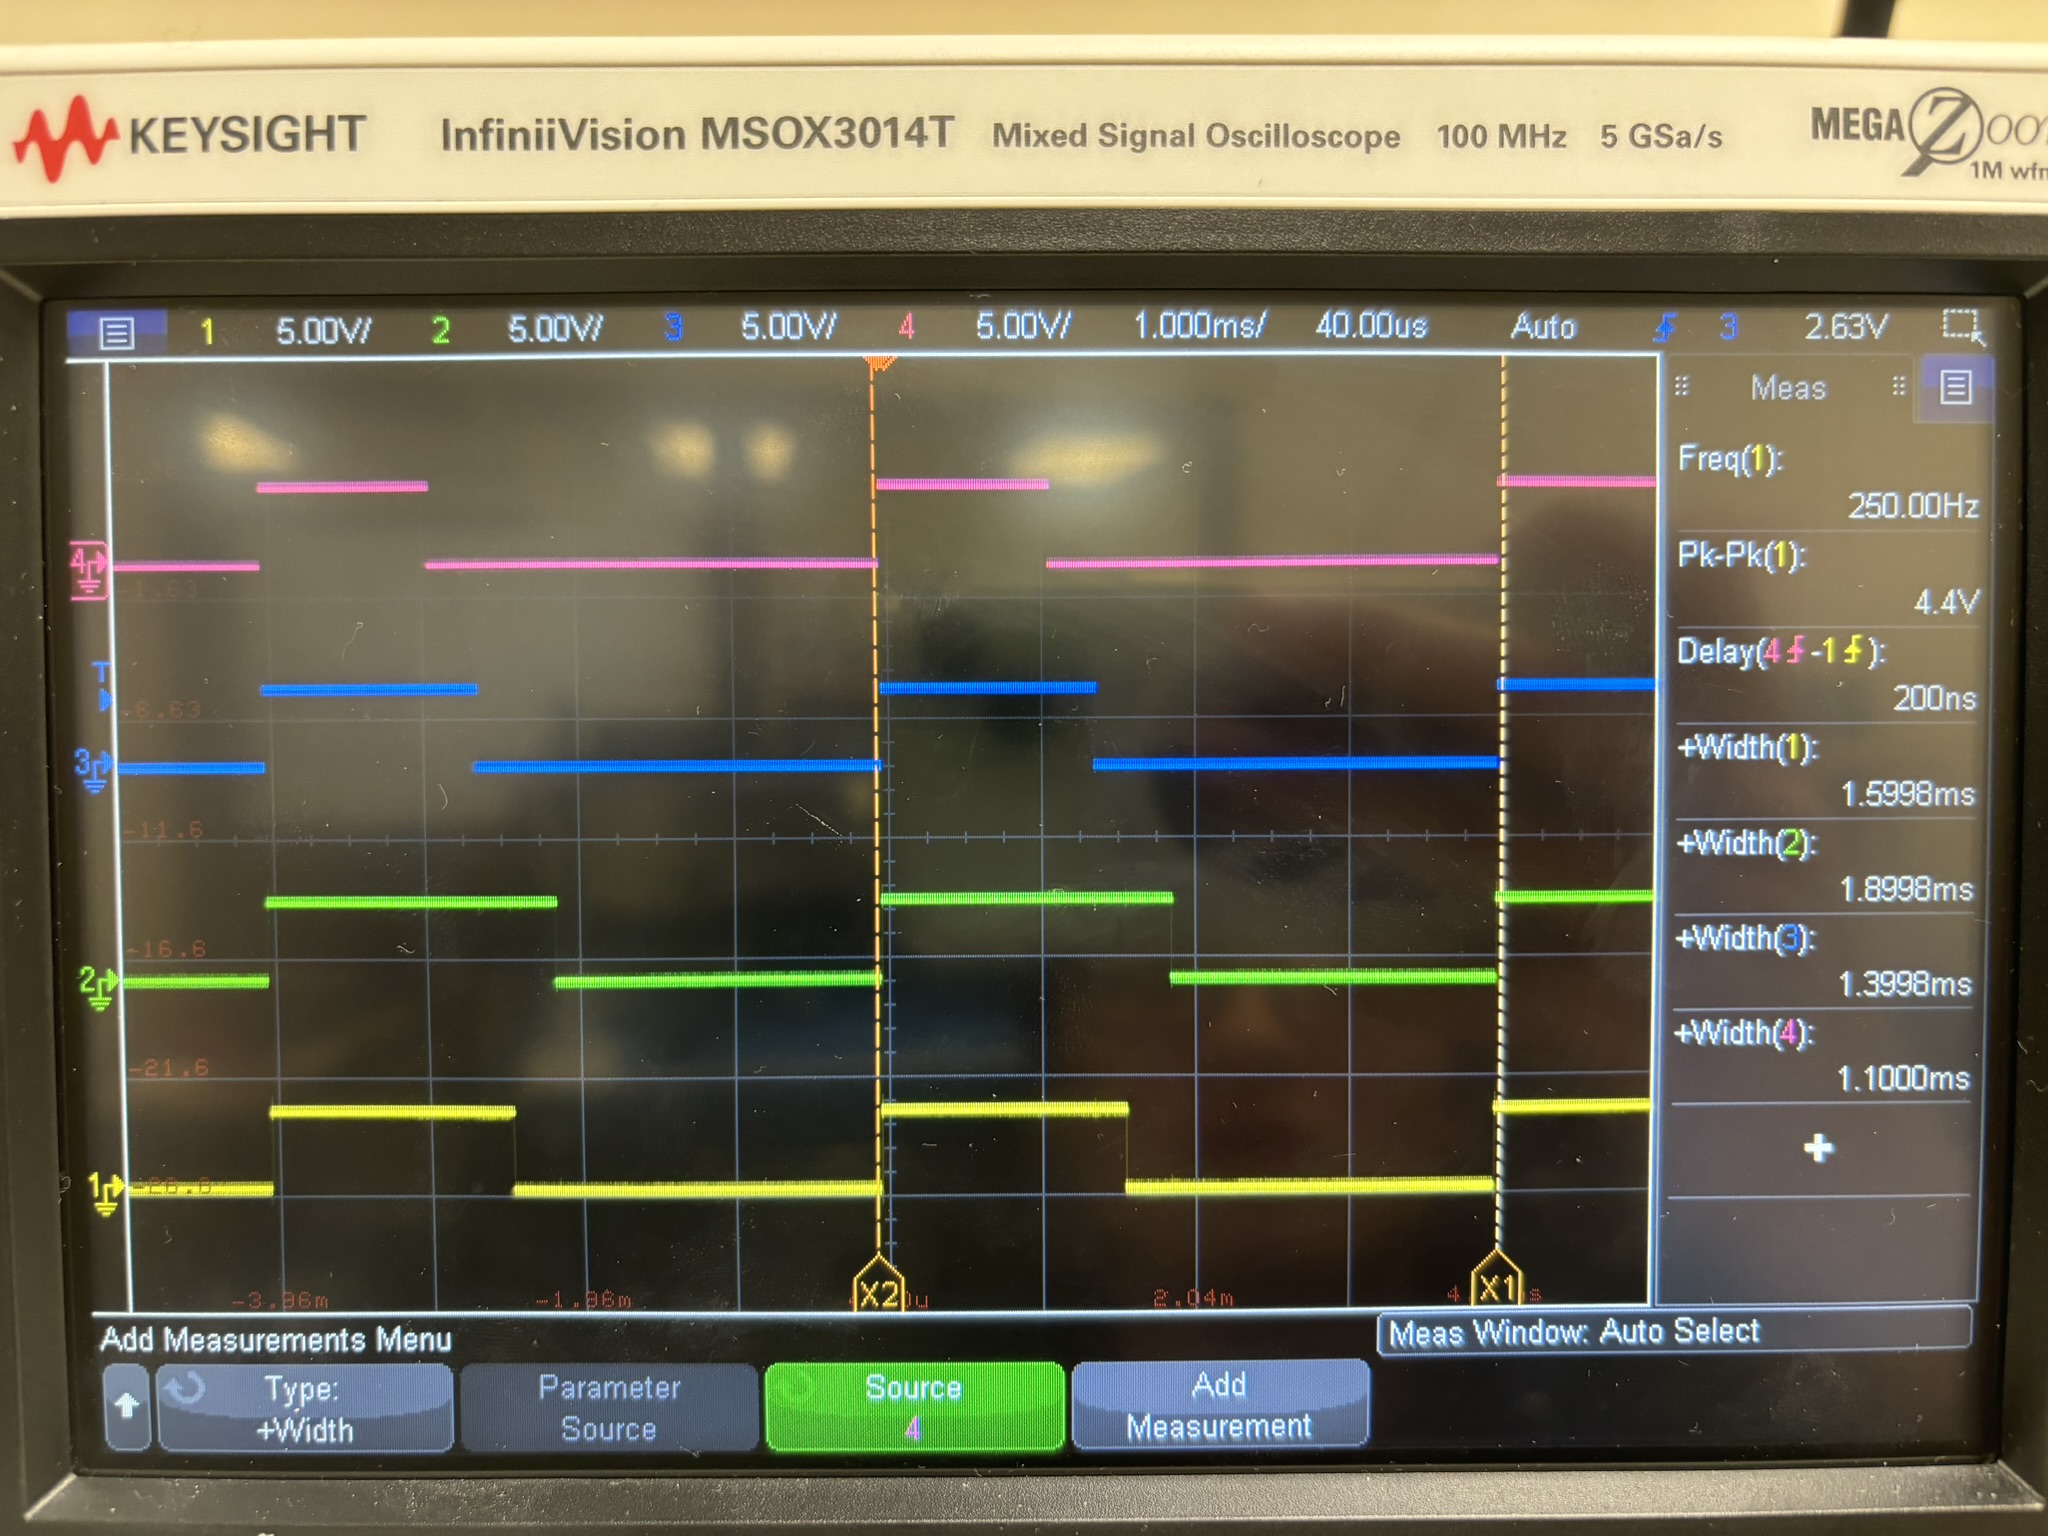 KEYSIGHT InfiniiVision MSOX3014T Mixed Signal Oscilloscope 100 MHz 5 GSa/s MEGA Zoom
1M wfm
1 5.00V/ 2 5.00V/ 3 5.00V/ 4 5.00V/ 1.000ms/ 40.00us Auto 3 2.63V
Meas
Freq(1):
250.00Hz
Pk-Pk(1):
4.4V
Delay(4-1):
200ns
+Width(1):
1.5998ms
+Width(2):
1.8998ms
+Width(3):
1.3998ms
+Width(4):
1.1000ms
+
4
-1.63
T
-6.63
3
-11.6
-16.6
2
-21.6
1
-3.96m -1.96m X2 2.04m X1
Add Measurements Menu
Meas Window: Auto Select
Type:
+Width
Parameter
Source
Source
4
Add
Measurement